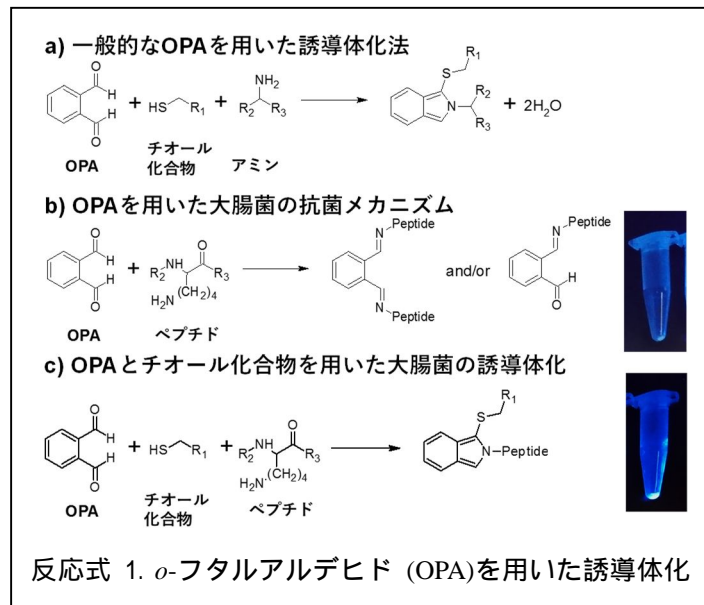 a) 一般的なOPAを用いた誘導体化法
O
H
H
O
+
HS
R1
+
NH2
R2
R3
R1
S
N
R2
R3
+ 2H2O
OPA
チオール
化合物
アミン
b) OPAを用いた大腸菌の抗菌メカニズム
O
H
H
O
+
R2
NH
O
R3
H2N
(CH2)4
Peptide
N
N
Peptide
and/or
Peptide
N
H
O
OPA
ペプチド
c) OPAとチオール化合物を用いた大腸菌の誘導体化
O
H
H
O
+
HS
R1
+
R2
NH
O
R3
H2N
(CH2)4
R1
S
N-Peptide
OPA
チオール
化合物
ペプチド
反応式 1. o-フタルアルデヒド (OPA)を用いた誘導体化